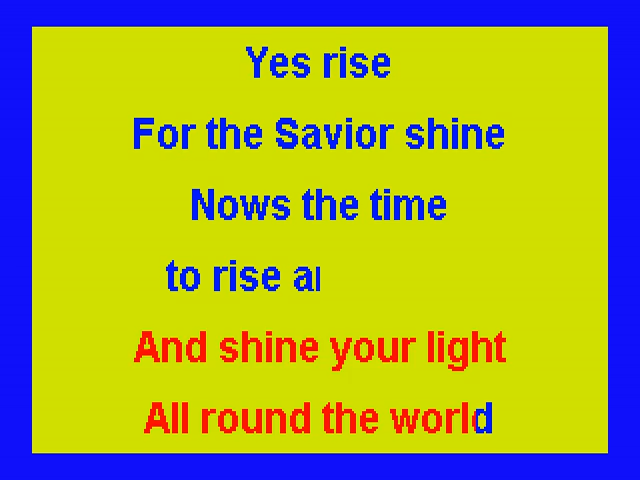 Yes rise
For the Savior shine
Nows the time
to rise
And shine your light
All round the world